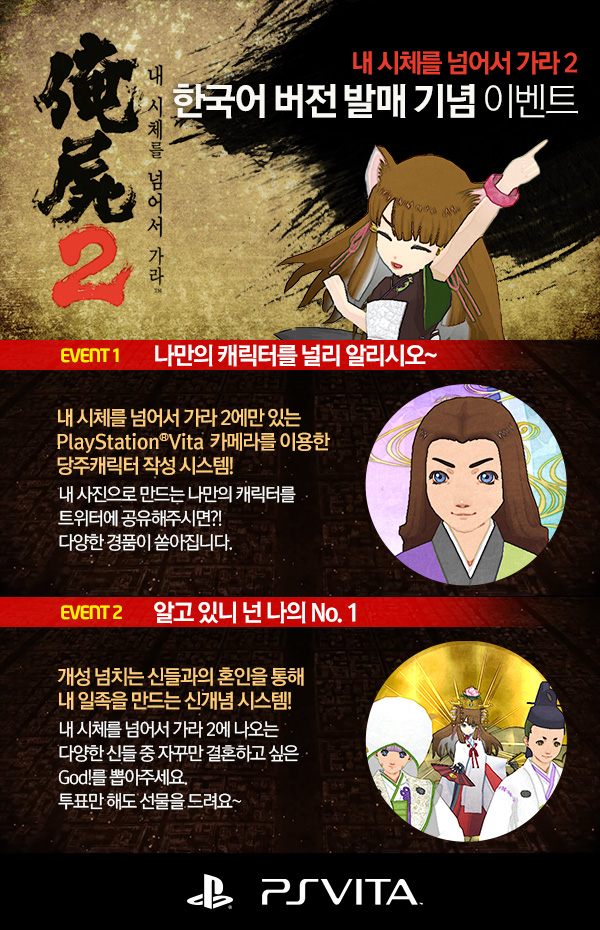 俺屍2
내 시체를 넘어서 가라™
내 시체를 넘어서 가라 2
한국어 버전 발매 기념 이벤트
EVENT 1 나만의 캐릭터를 널리 알리시오~
내 시체를 넘어서 가라 2에만 있는
PlayStation®Vita 카메라를 이용한
당주캐릭터 작성 시스템!
내 사진으로 만드는 나만의 캐릭터를
트위터에 공유해주시면?!
다양한 경품이 쏟아집니다.
EVENT 2 알고 있니 넌 나의 No. 1
개성 넘치는 신들과의 혼인을 통해
내 일족을 만드는 신개념 시스템!
내 시체를 넘어서 가라 2에 나오는
다양한 신들 중 자꾸만 결혼하고 싶은
God!를 뽑아주세요.
투표만 해도 선물을 드려요~
PSVITA™